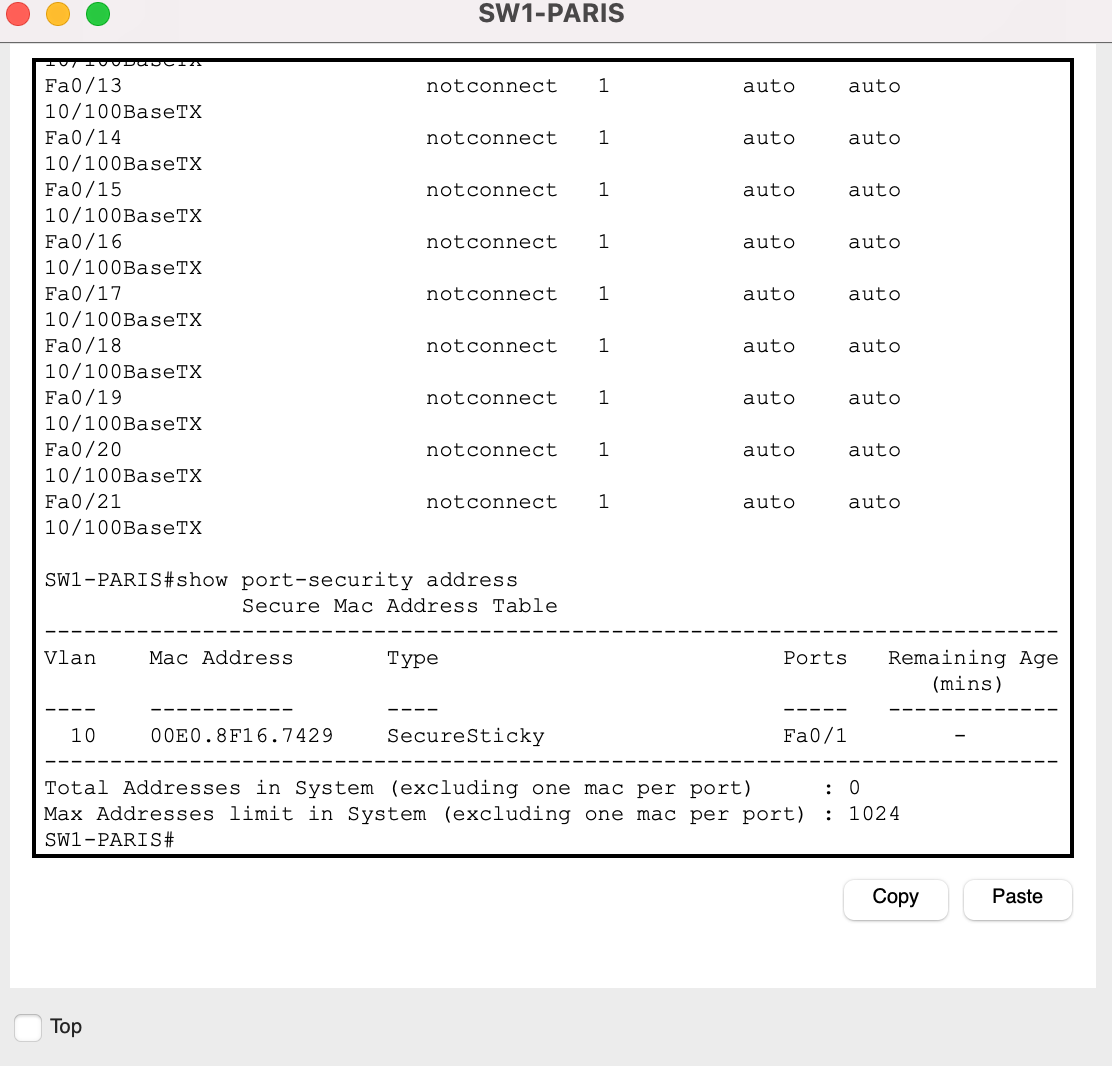 SW1-PARIS
10/100BaseTX
Fa0/13 notconnect 1 auto auto
10/100BaseTX
Fa0/14 notconnect 1 auto auto
10/100BaseTX
Fa0/15 notconnect 1 auto auto
10/100BaseTX
Fa0/16 notconnect 1 auto auto
10/100BaseTX
Fa0/17 notconnect 1 auto auto
10/100BaseTX
Fa0/18 notconnect 1 auto auto
10/100BaseTX
Fa0/19 notconnect 1 auto auto
10/100BaseTX
Fa0/20 notconnect 1 auto auto
10/100BaseTX
Fa0/21 notconnect 1 auto auto
10/100BaseTX
SW1-PARIS#show port-security address
Secure Mac Address Table
-----------------------------------------------------------------------------
Vlan Mac Address Type Ports Remaining Age
(mins)
---- ----------- ---- ----- -------------
10 00E0.8F16.7429 SecureSticky Fa0/1 -
-----------------------------------------------------------------------------
Total Addresses in System (excluding one mac per port) : 0
Max Addresses limit in System (excluding one mac per port) : 1024
SW1-PARIS#
Copy Paste
Top